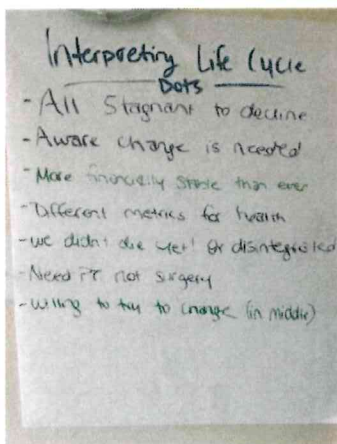 Interpreting Life Cycle
Dots
- All Stagnant to decline
- Aware change is needed
- More financially stable than ever
- Different metrics for health
- we didn't die yet! or disintegrated
- Need PT not surgery
- willing to try to change (in middle)